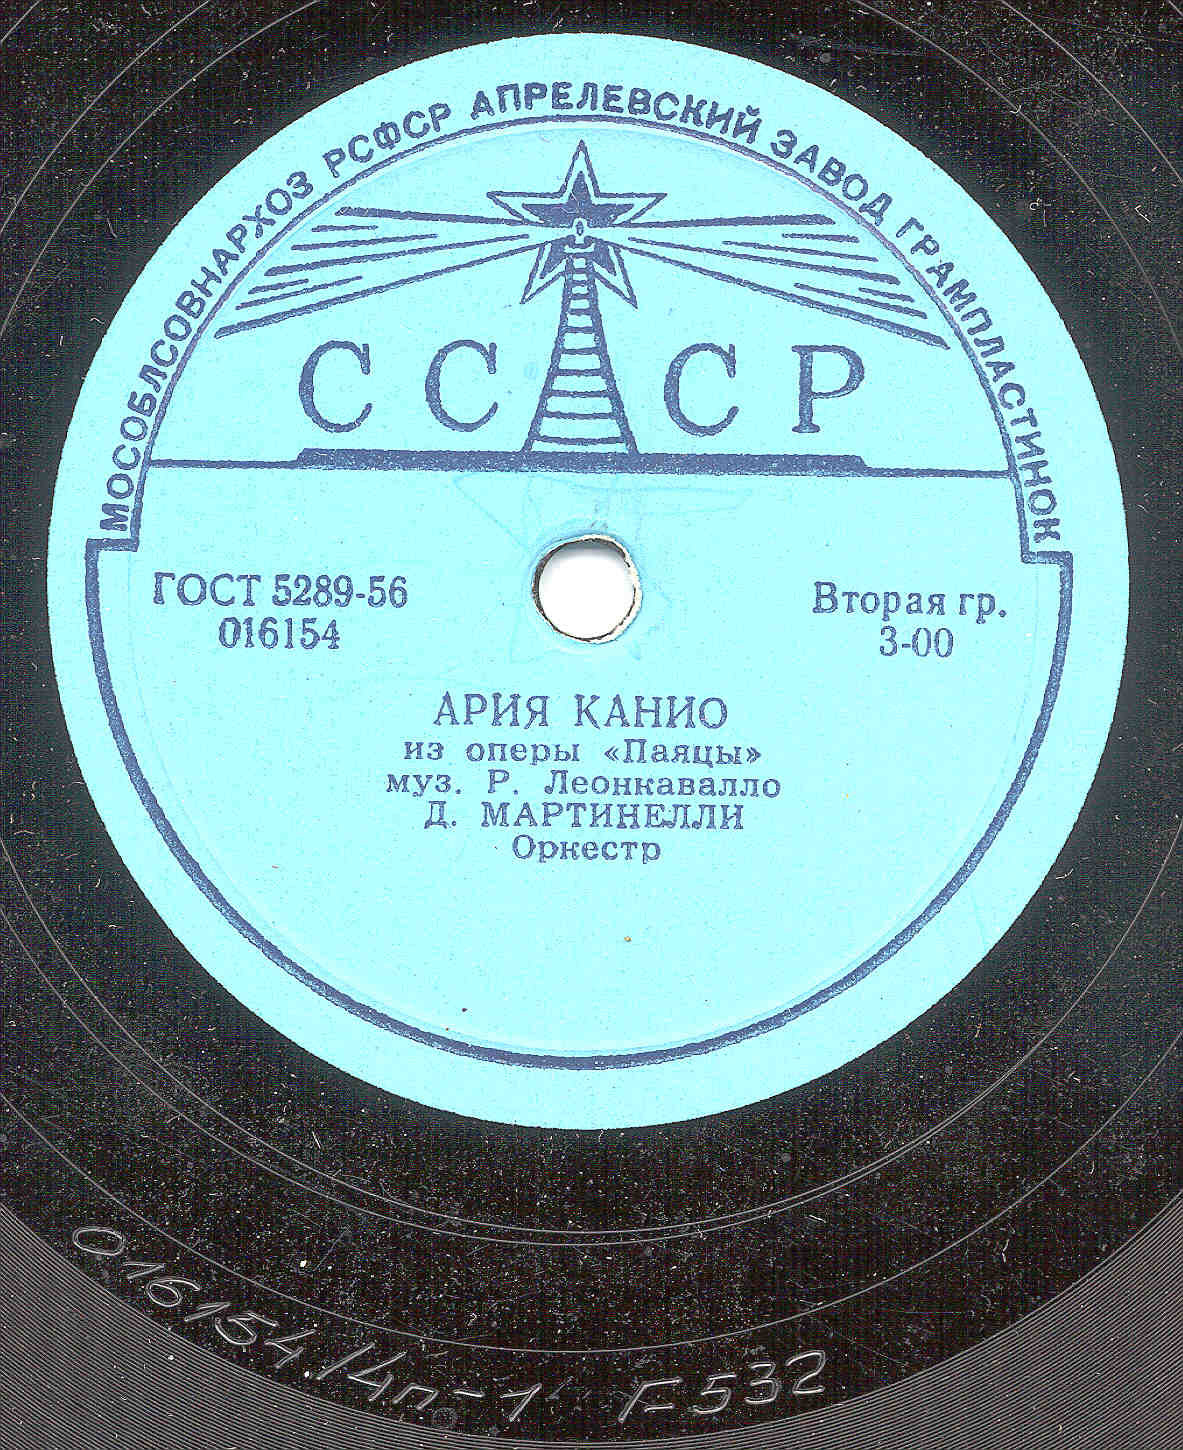 МОСОБЛСОВНАРХОЗ РСФСР АПРЕЛЕВСКИЙ ЗАВОД ГРАМПЛАСТИНОК
СССР
ГОСТ 5289-56
016154
Вторая гр.
3-00
АРИЯ КАНИО
из оперы «Паяцы»
муз. Р. Леонкавалло
Д. МАРТИНЕЛЛИ
Оркестр
016154/4п-1 F532